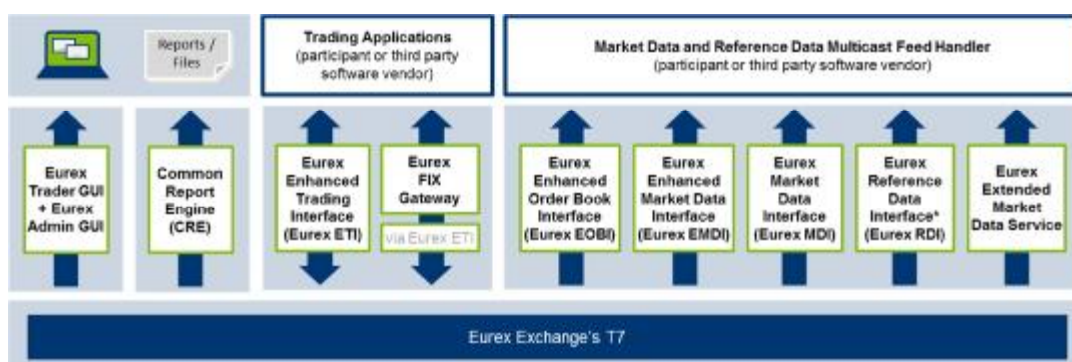 Reports /
Files
Trading Applications
(participant or third party
software vendor)
Market Data and Reference Data Multicast Feed Handler
(participant or third party software vendor)
Eurex
Trader GUI
+ Eurex
Admin GUI
Common
Report
Engine
(CRE)
Eurex
Enhanced
Trading
Interface
(Eurex ETI)
Eurex
FIX
Gateway
via Eurex ETI
Eurex
Enhanced
Order Book
Interface
(Eurex EOBI)
Eurex
Enhanced
Market Data
Interface
(Eurex EMDI)
Eurex
Market
Data
Interface
(Eurex MDI)
Eurex
Reference
Data
Interface*
(Eurex RDI)
Eurex
Extended
Market
Data Service
Eurex Exchange's T7